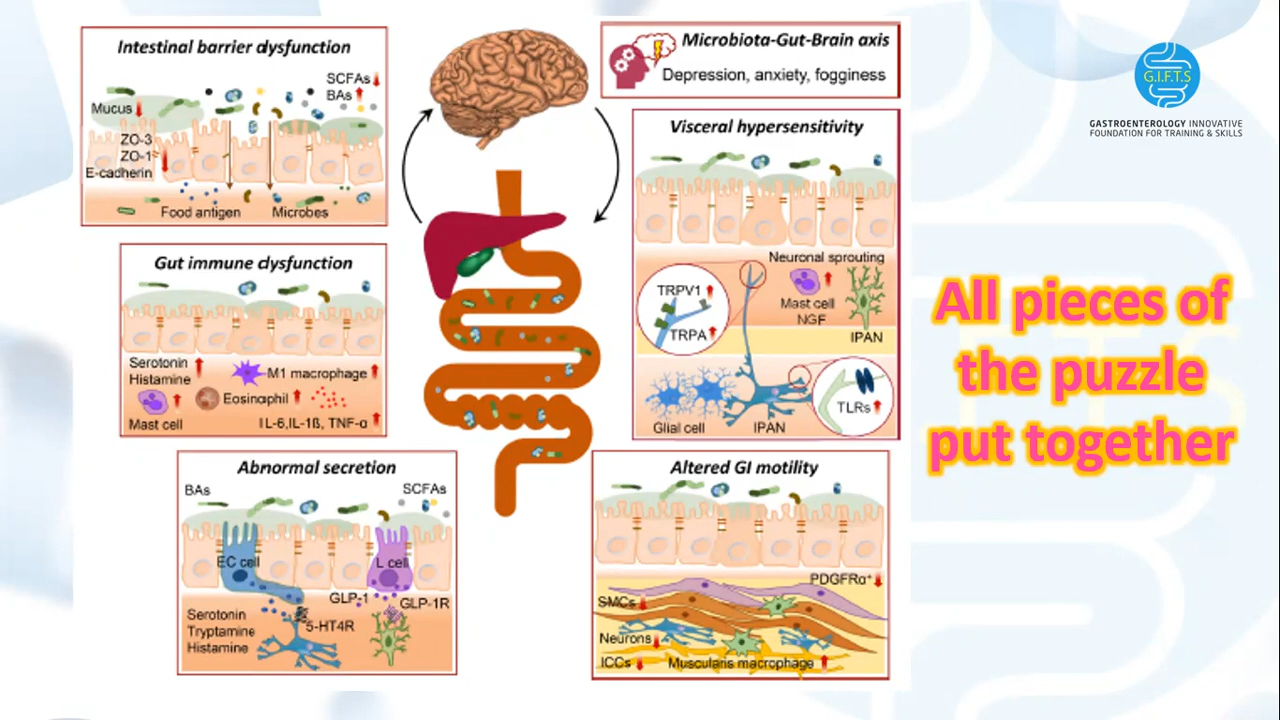 Intestinal barrier dysfunction
SCFAs
BAs
Mucus
ZO-3
ZO-1
E-cadherin
Food antigen
Microbes
Microbiota-Gut-Brain axis
Depression, anxiety, fogginess
G.I.F.T.S
GASTROENTEROLOGY INNOVATIVE
FOUNDATION FOR TRAINING & SKILLS
Visceral hypersensitivity
Neuronal sprouting
TRPV1
TRPA
Mast cell
NGF
IPAN
TLRs
Glial cell
IPAN
Gut immune dysfunction
Serotonin
Histamine
M1 macrophage
Eosinophil
Mast cell
IL-6,IL-1ß, TNF-α
Abnormal secretion
BAs
SCFAs
EC cell
L cell
GLP-1
GLP-1R
Serotonin
Tryptamine
Histamine
5-HT4R
Altered GI motility
PDGFRα⁺
SMCs
Neurons
ICCs
Muscularis macrophage
All pieces of
the puzzle
put together